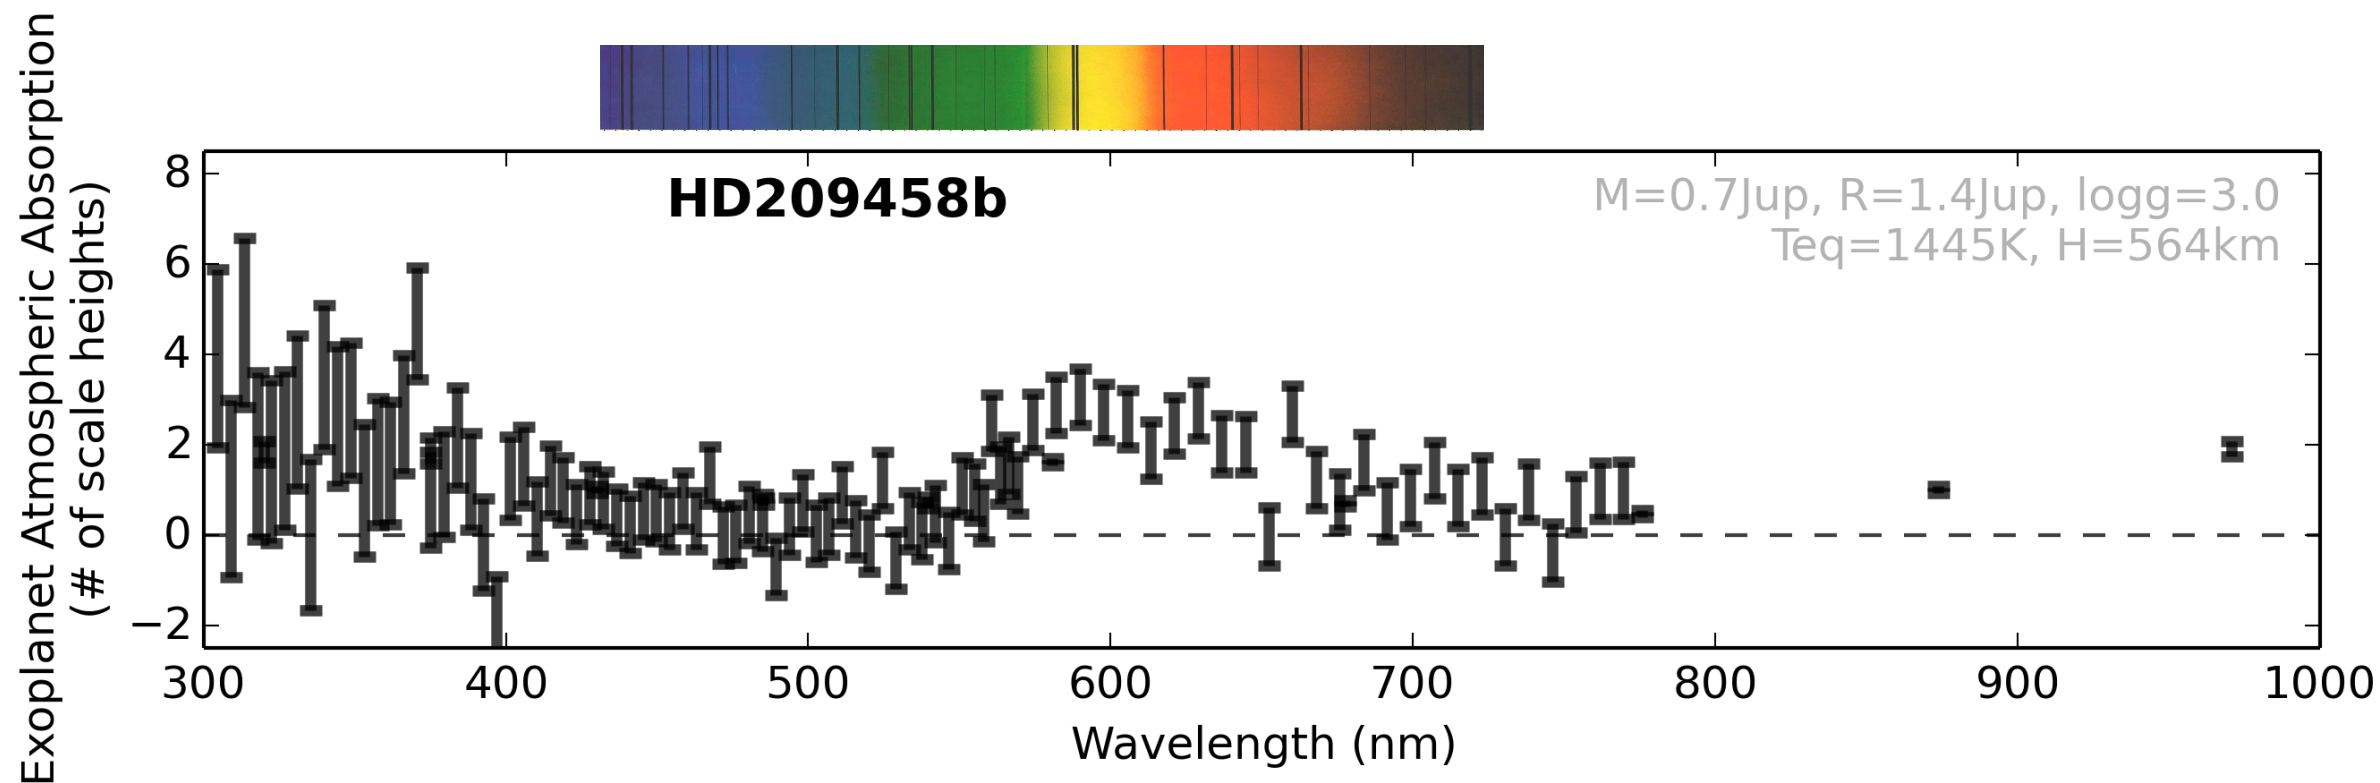 Exoplanet Atmospheric Absorption
(# of scale heights)
HD209458b
M=0.7Jup, R=1.4Jup, logg=3.0
Teq=1445K, H=564km
8
6
4
2
0
−2
300 400 500 600 700 800 900 1000
Wavelength (nm)